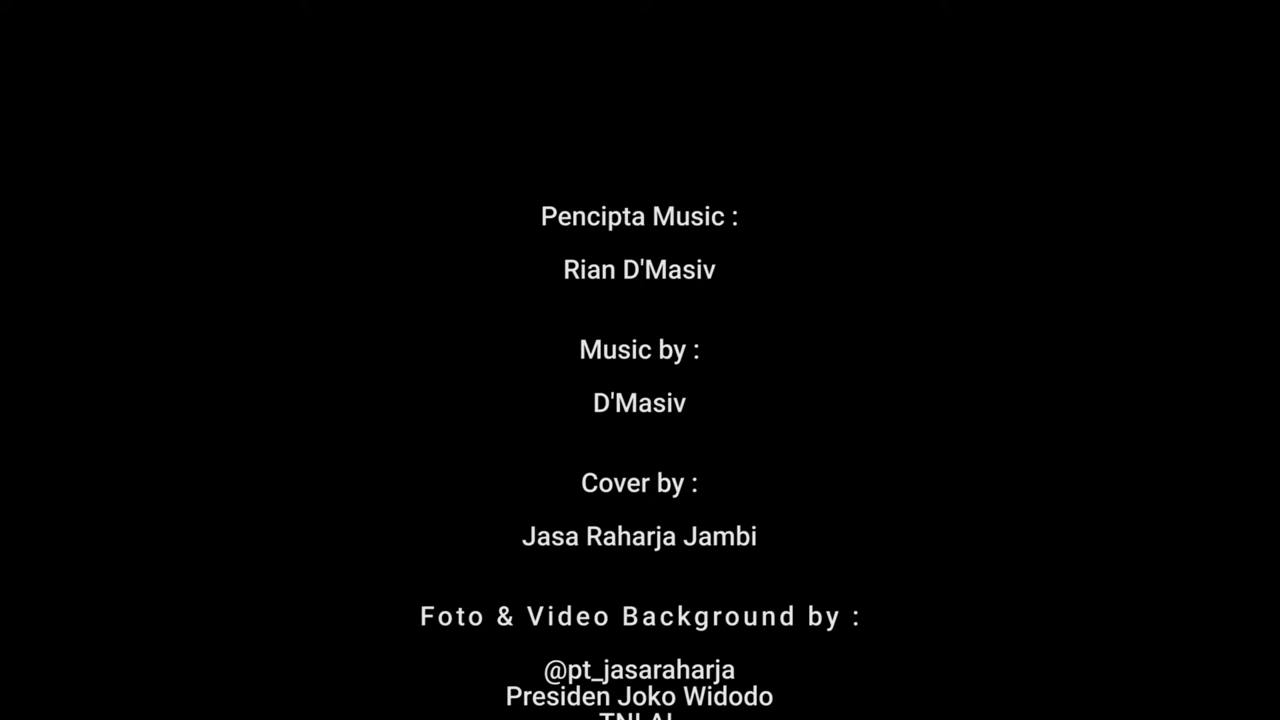 Pencipta Music :
Rian D'Masiv
Music by :
D'Masiv
Cover by :
Jasa Raharja Jambi
Foto & Video Background by :
@pt_jasaraharja
Presiden Joko Widodo